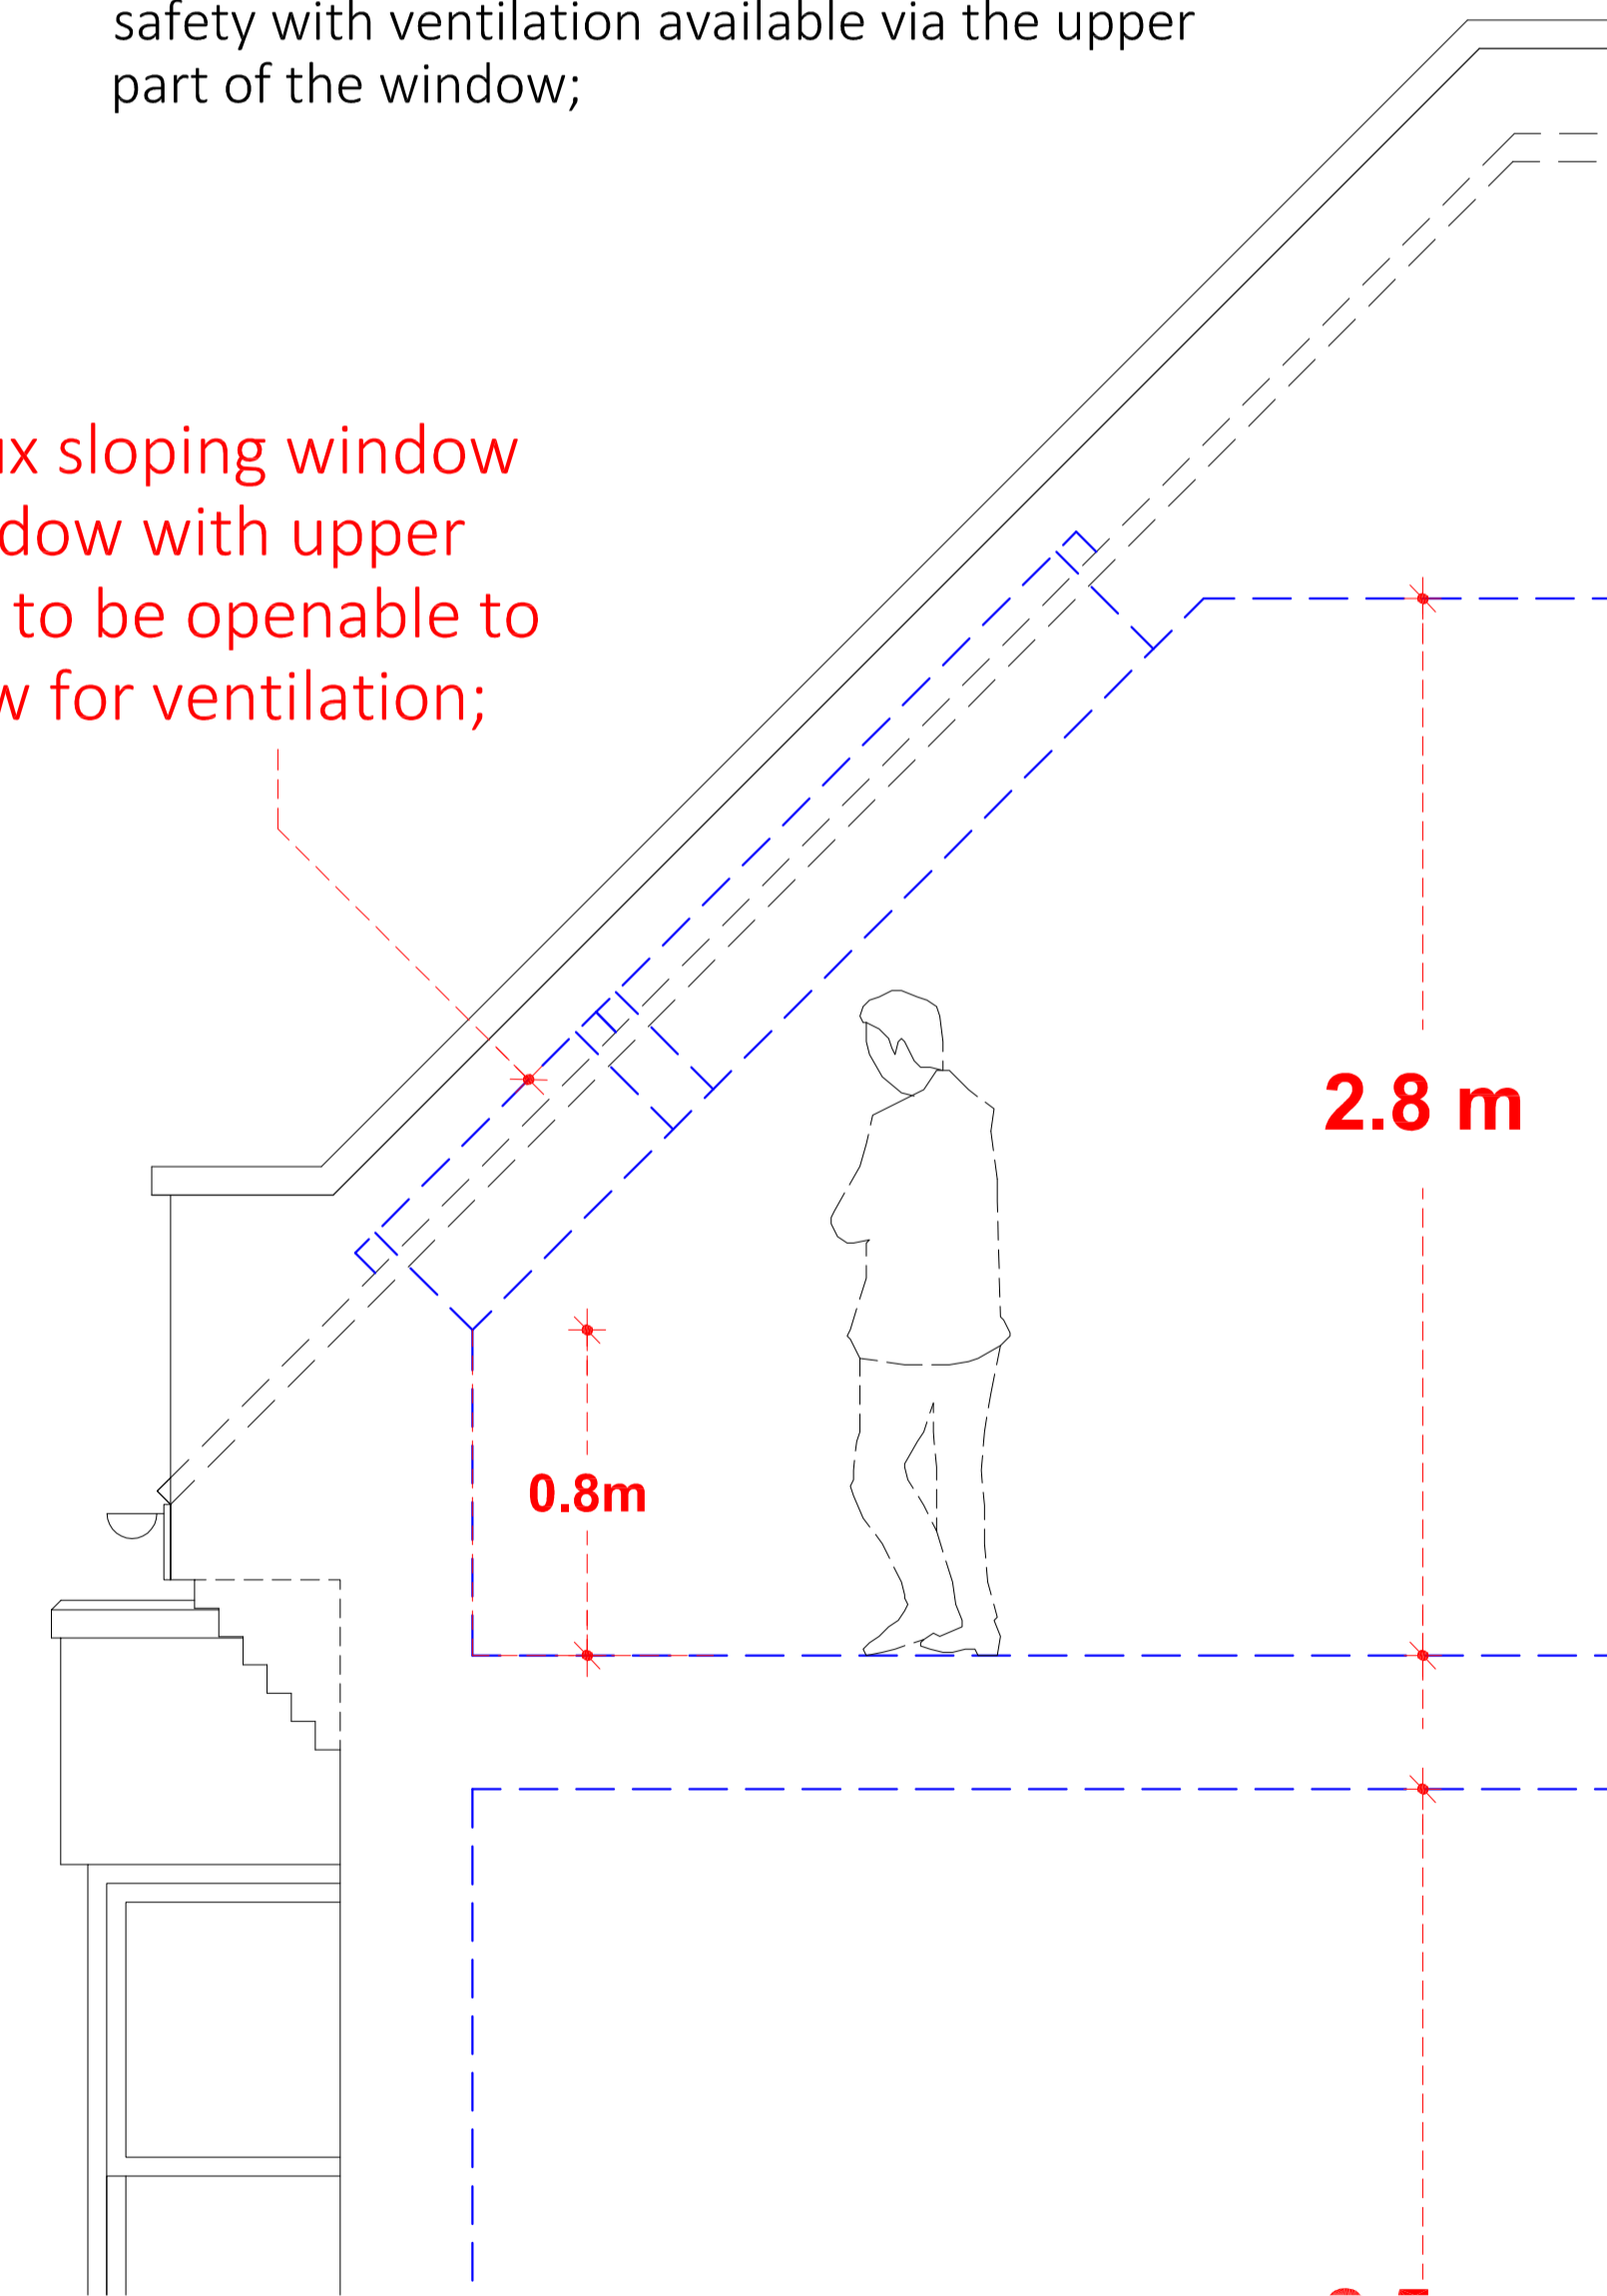 safety with ventilation available via the upper
part of the window;
sloping window
with upper
to be openable to
for ventilation;
2.8 m
0.8m